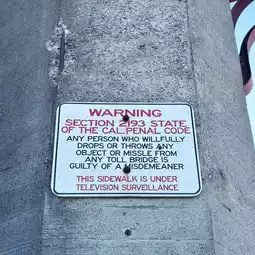 WARNING
SECTION 2193 STATE
OF THE CAL. PENAL CODE
ANY PERSON WHO WILLFULLY
DROPS OR THROWS ANY
OBJECT OR MISSLE FROM
ANY TOLL BRIDGE IS
GUILTY OF A MISDEMEANER
THIS SIDEWALK IS UNDER
TELEVISION SURVEILLANCE